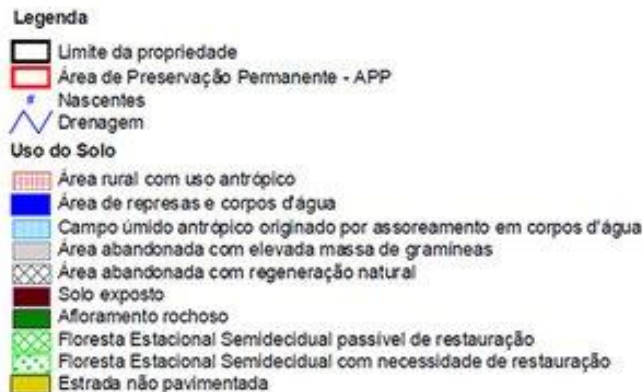 Legenda
Limite da propriedade
Área de Preservação Permanente - APP
Nascentes
Drenagem
Uso do Solo
Área rural com uso antrópico
Área de represas e corpos d'água
Campo úmido antrópico originado por assoreamento em corpos d'água
Área abandonada com elevada massa de gramíneas
Área abandonada com regeneração natural
Solo exposto
Afloramento rochoso
Floresta Estacional Semidecidual passível de restauração
Floresta Estacional Semidecidual com necessidade de restauração
Estrada não pavimentada